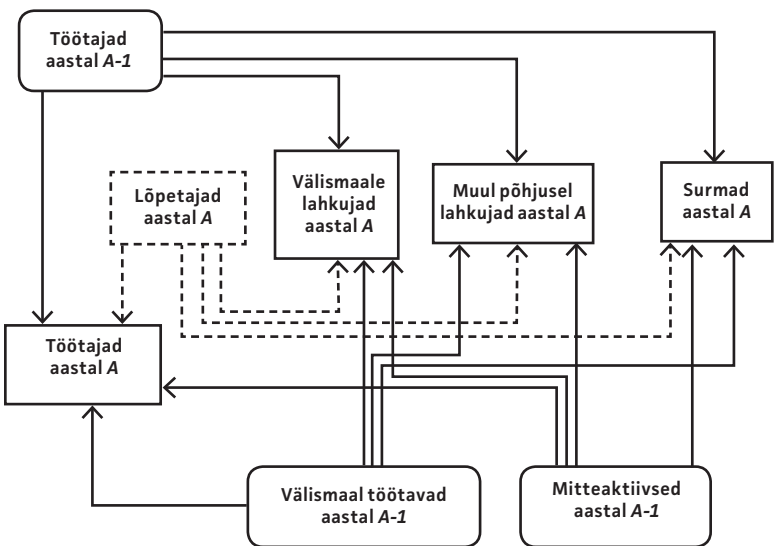 Töötajad
aastal A-1
Lõpetajad
aastal A
Välismaale
lahkujad
aastal A
Muul põhjusel
lahkujad aastal A
Surmad
aastal A
Töötajad
aastal A
Välismaal töötavad
aastal A-1
Mitteaktiivsed
aastal A-1